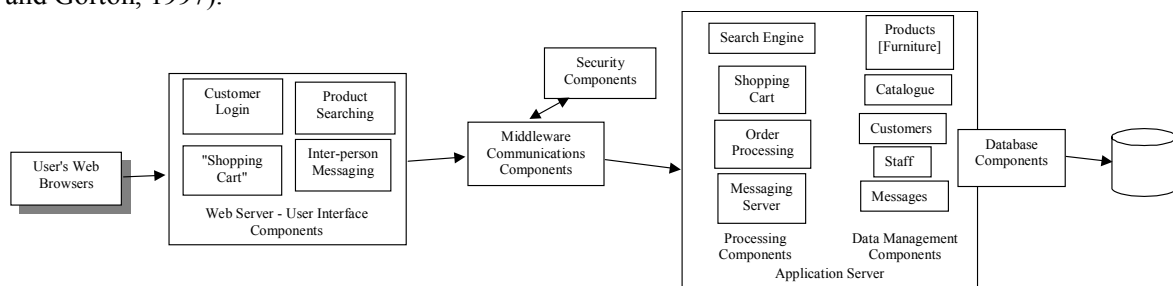 and Gorton, 1997).
User's Web
Browsers
Customer
Login
Product
Searching
"Shopping
Cart"
Inter-person
Messaging
Web Server - User Interface
Components
Security
Components
Middleware
Communications
Components
Search Engine
Shopping
Cart
Order
Processing
Messaging
Server
Processing
Components
Products
[Furniture]
Catalogue
Customers
Staff
Messages
Data Management
Components
Application Server
Database
Components